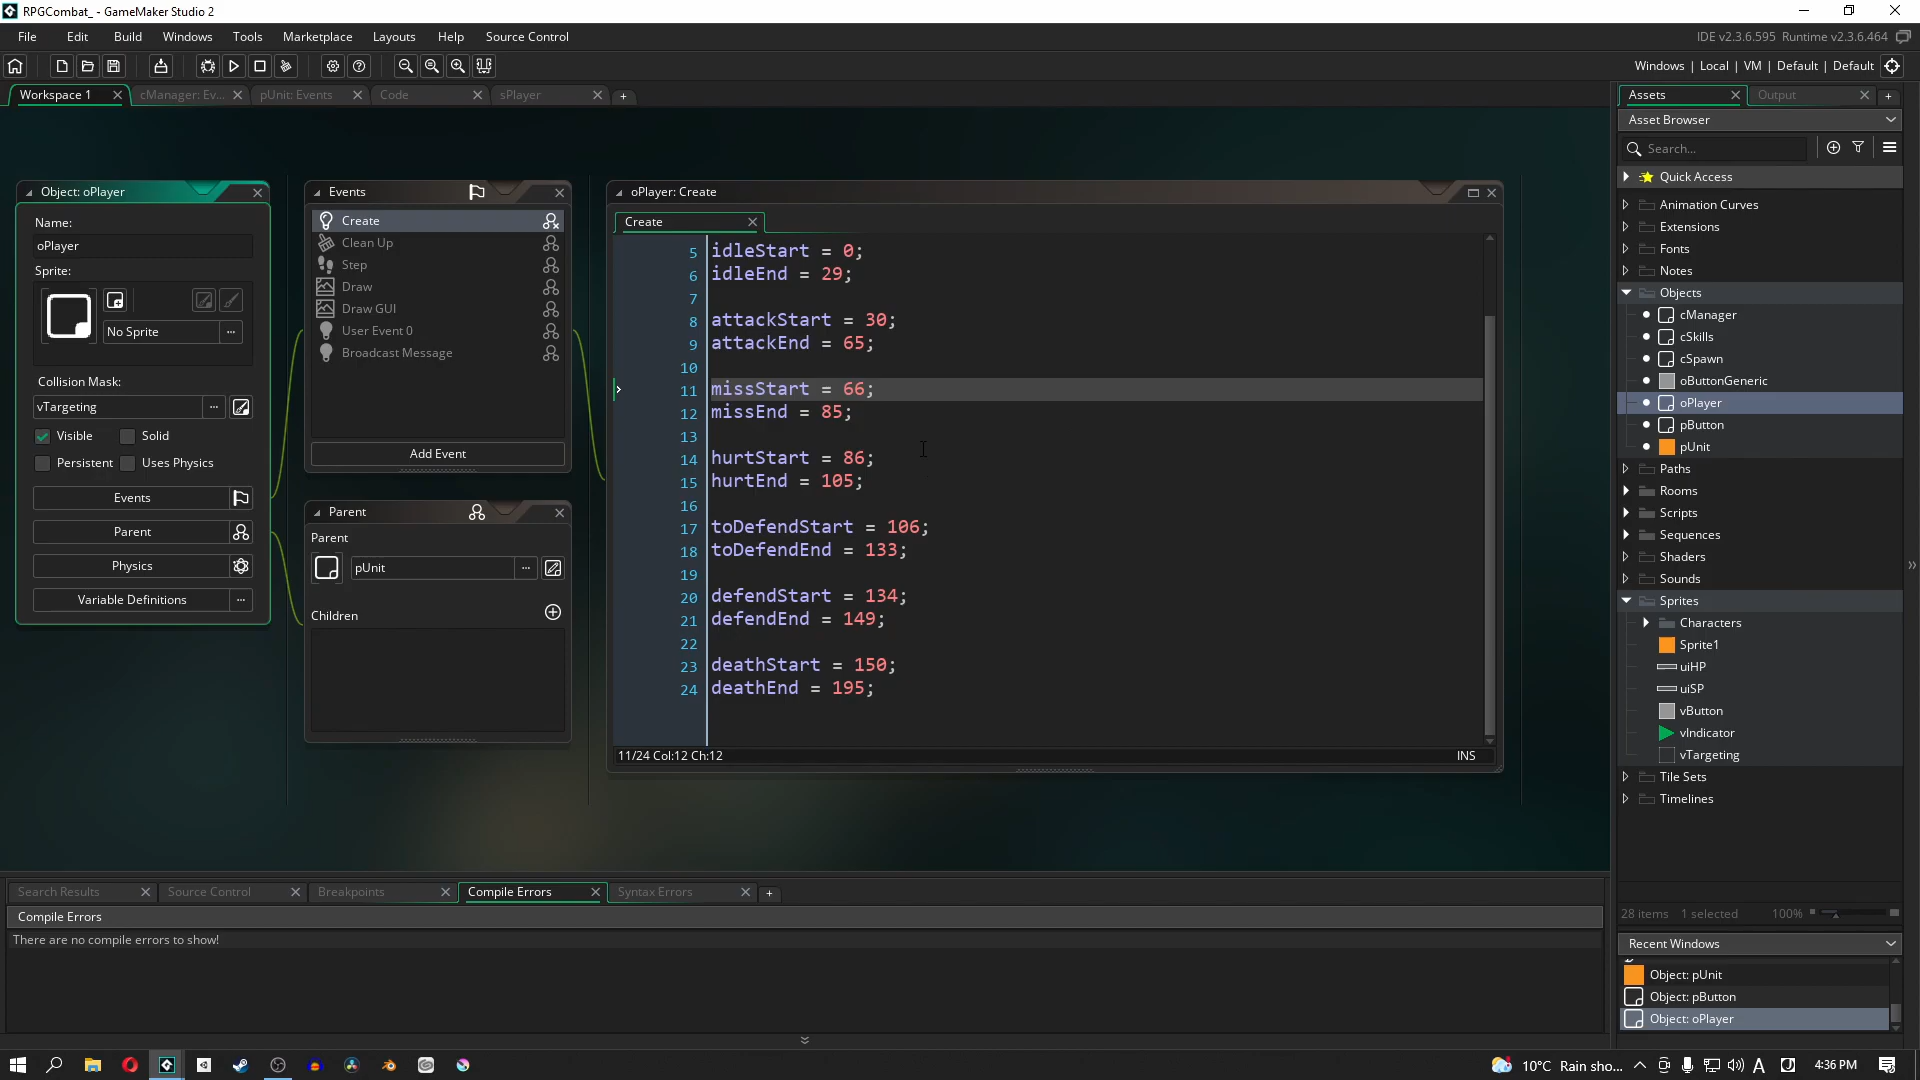 RPGCombat_ - GameMaker Studio 2
File Edit Build Windows Tools Marketplace Layouts Help Source Control
IDE v2.3.6.595 Runtime v2.3.6.464
Windows | Local | VM | Default | Default
Workspace 1
cManager: Ev...
pUnit: Events
Code
sPlayer
Assets
Output
Asset Browser
Search...
Quick Access
Animation Curves
Extensions
Fonts
Notes
Objects
cManager
cSkills
cSpawn
oButtonGeneric
oPlayer
pButton
pUnit
Paths
Rooms
Scripts
Sequences
Shaders
Sounds
Sprites
Characters
Sprite1
uiHP
uiSP
vButton
vIndicator
vTargeting
Tile Sets
Timelines
28 items 1 selected 100%
Recent Windows
Object: pUnit
Object: pButton
Object: oPlayer
Object: oPlayer
Name:
oPlayer
Sprite:
No Sprite
Collision Mask:
vTargeting
Visible
Solid
Persistent
Uses Physics
Events
Parent
Physics
Variable Definitions
Events
Create
Clean Up
Step
Draw
Draw GUI
User Event 0
Broadcast Message
Add Event
Parent
Parent
pUnit
Children
oPlayer: Create
Create
5 idleStart = 0;
6 idleEnd = 29;
7
8 attackStart = 30;
9 attackEnd = 65;
10
11 missStart = 66;
12 missEnd = 85;
13
14 hurtStart = 86;
15 hurtEnd = 105;
16
17 toDefendStart = 106;
18 toDefendEnd = 133;
19
20 defendStart = 134;
21 defendEnd = 149;
22
23 deathStart = 150;
24 deathEnd = 195;
11/24 Col:12 Ch:12
INS
Search Results
Source Control
Breakpoints
Compile Errors
Syntax Errors
Compile Errors
There are no compile errors to show!
10°C Rain sho...
4:36 PM